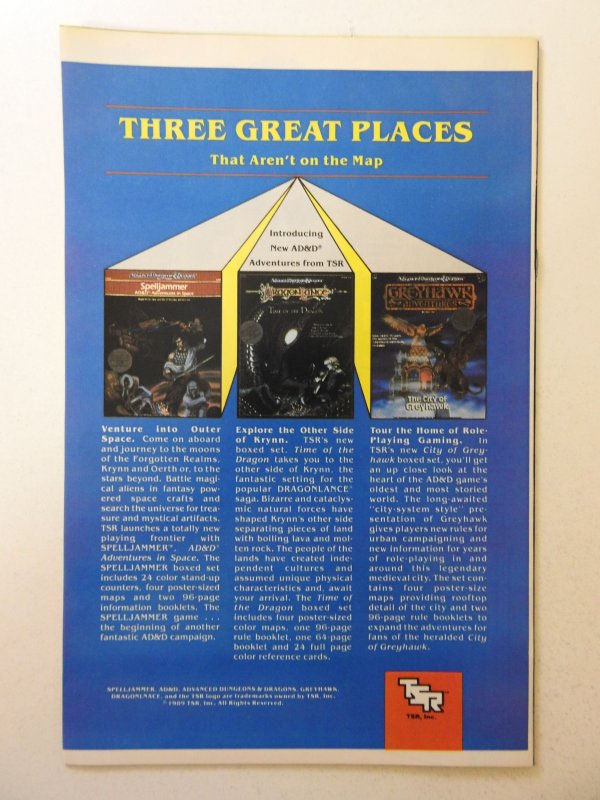 THREE GREAT PLACES
That Aren't on the Map
Introducing
New AD&D®
Adventures from TSR
Advanced Dungeons & Dragons
Spelljammer
AD&D Adventures in Space
Advanced Dungeons & Dragons
DragonLance
Time of the Dragon
Advanced Dungeons & Dragons
GREYHAWK
ADVENTURES
The City of
Greyhawk
Venture into Outer
Space. Come on aboard
and journey to the moons
of the Forgotten Realms,
Krynn and Oerth or, to the
stars beyond. Battle magi-
cal aliens in fantasy pow-
ered space crafts and
search the universe for trea-
sure and mystical artifacts.
TSR launches a totally new
playing frontier with
SPELLJAMMER™, AD&D®
Adventures in Space. The
SPELLJAMMER boxed set
includes 24 color stand-up
counters, four poster-sized
maps and two 96-page
information booklets. The
SPELLJAMMER game . . .
the beginning of another
fantastic AD&D campaign.
Explore the Other Side
of Krynn. TSR's new
boxed set, Time of the
Dragon takes you to the
other side of Krynn, the
fantastic setting for the
popular DRAGONLANCE®
saga. Bizarre and cataclys-
mic natural forces have
shaped Krynn's other side
separating pieces of land
with boiling lava and mol-
ten rock. The people of the
lands have created inde-
pendent cultures and
assumed unique physical
characteristics and, await
your arrival. The Time of
the Dragon boxed set
includes four poster-sized
color maps, one 96-page
rule booklet, one 64-page
booklet and 24 full page
color reference cards.
Tour the Home of Role-
Playing Gaming. In
TSR's new City of Grey-
hawk boxed set, you'll get
an up close look at the
heart of the AD&D game's
oldest and most storied
world. The long-awaited
"city-system style" pre-
sentation of Greyhawk
gives players new rules for
urban campaigning and
new information for years
of role-playing in and
around this legendary
medieval city. The set con-
tains four poster-size
maps providing rooftop
detail of the city and two
96-page rule booklets to
expand the adventures for
fans of the heralded City
of Greyhawk.
SPELLJAMMER, AD&D, ADVANCED DUNGEONS & DRAGONS, GREYHAWK,
DRAGONLNACE, and the TSR logo are trademarks owned by TSR, Inc.
©1989 TSR, Inc. All Rights Reserved.
TSR™
TSR, Inc.